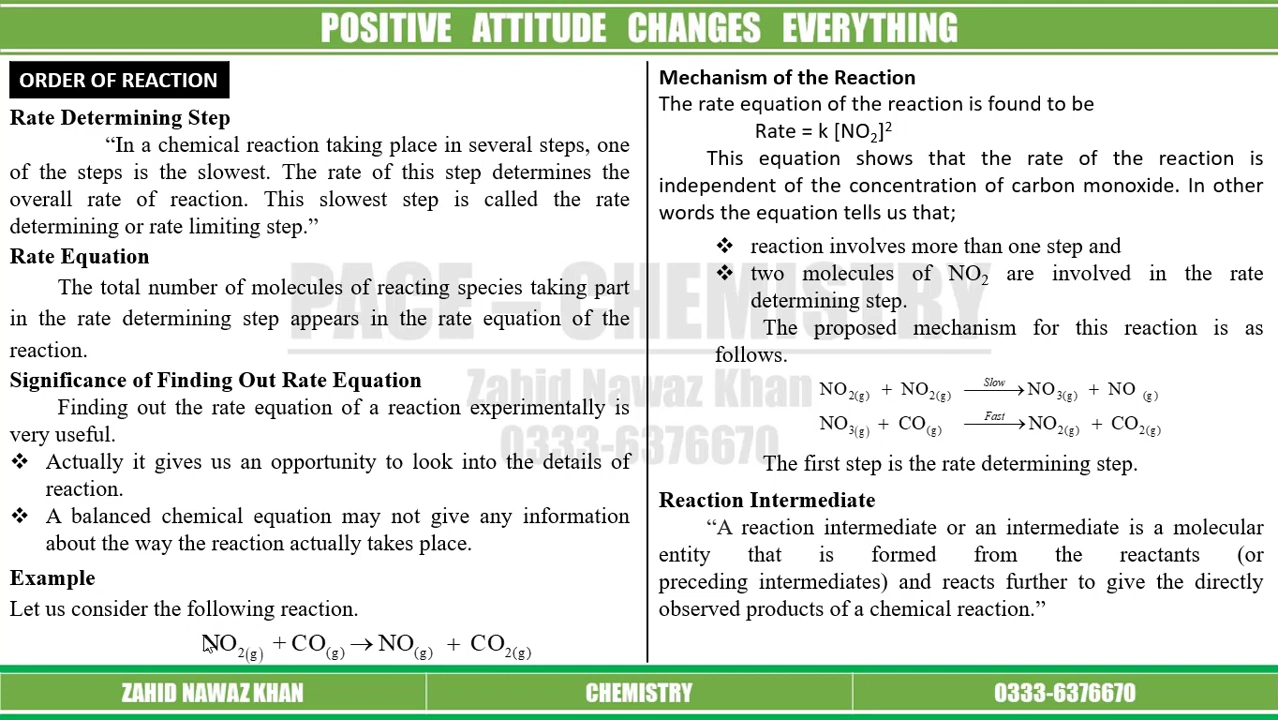 POSITIVE ATTITUDE CHANGES EVERYTHING
ORDER OF REACTION
Rate Determining Step
“In a chemical reaction taking place in several steps, one
of the steps is the slowest. The rate of this step determines the
overall rate of reaction. This slowest step is called the rate
determining or rate limiting step.”
Rate Equation
The total number of molecules of reacting species taking part
in the rate determining step appears in the rate equation of the
reaction.
Significance of Finding Out Rate Equation
Finding out the rate equation of a reaction experimentally is
very useful.
❖ Actually it gives us an opportunity to look into the details of
reaction.
❖ A balanced chemical equation may not give any information
about the way the reaction actually takes place.
Example
Let us consider the following reaction.
NO₂(g) + CO(g) → NO(g) + CO₂(g)
Mechanism of the Reaction
The rate equation of the reaction is found to be
Rate = k [NO₂]²
This equation shows that the rate of the reaction is
independent of the concentration of carbon monoxide. In other
words the equation tells us that;
❖ reaction involves more than one step and
❖ two molecules of NO₂ are involved in the rate
determining step.
The proposed mechanism for this reaction is as
follows.
NO₂(g) + NO₂(g) —Slow→ NO₃(g) + NO (g)
NO₃(g) + CO(g) —Fast→ NO₂(g) + CO₂(g)
The first step is the rate determining step.
Reaction Intermediate
“A reaction intermediate or an intermediate is a molecular
entity that is formed from the reactants (or
preceding intermediates) and reacts further to give the directly
observed products of a chemical reaction.”
PACE – CHEMISTRY
Zahid Nawaz Khan
0333-6376670
ZAHID NAWAZ KHAN
CHEMISTRY
0333-6376670